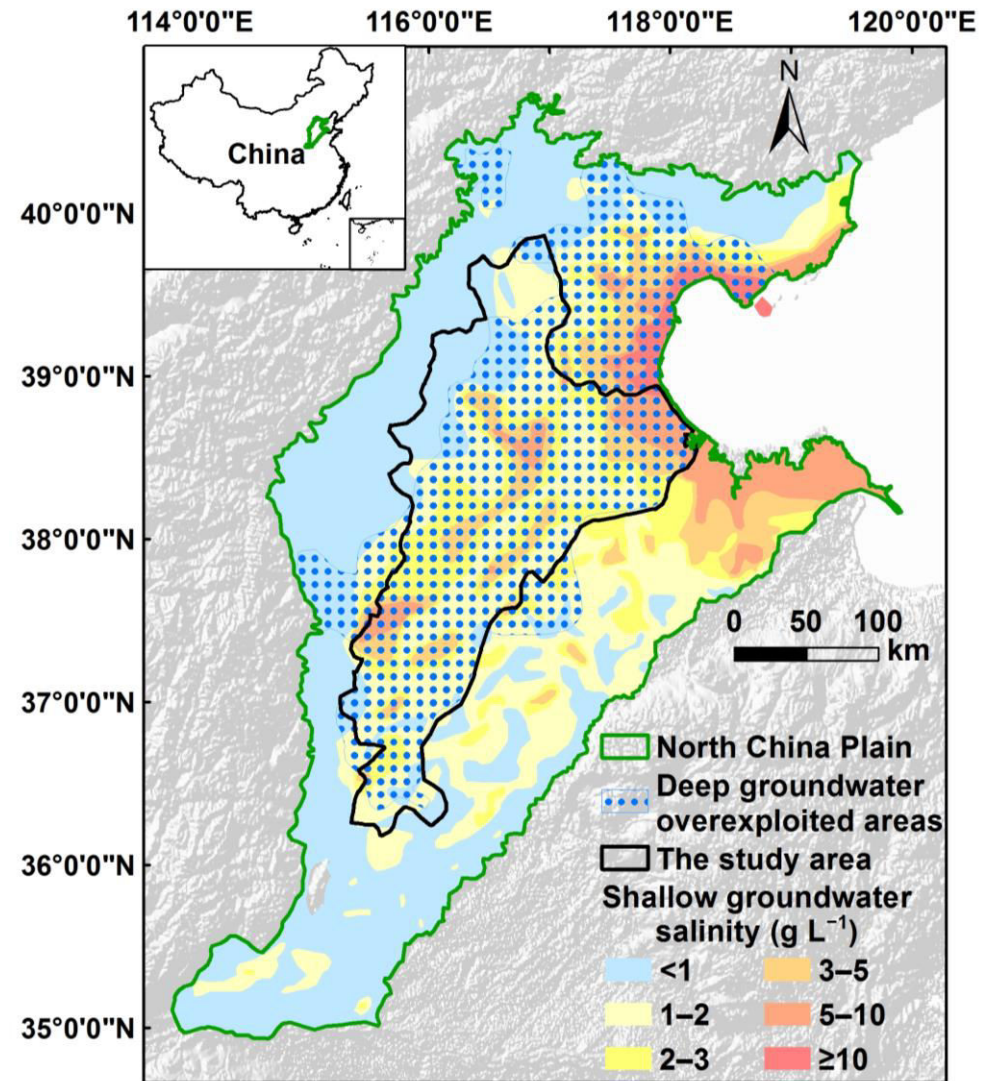 114°0'0"E 116°0'0"E 118°0'0"E 120°0'0"E
N
China
40°0'0"N
39°0'0"N
38°0'0"N
37°0'0"N
36°0'0"N
35°0'0"N
0 50 100
km
North China Plain
Deep groundwater
overexploited areas
The study area
Shallow groundwater
salinity (g L⁻¹)
<1 3–5
1–2 5–10
2–3 ≥10